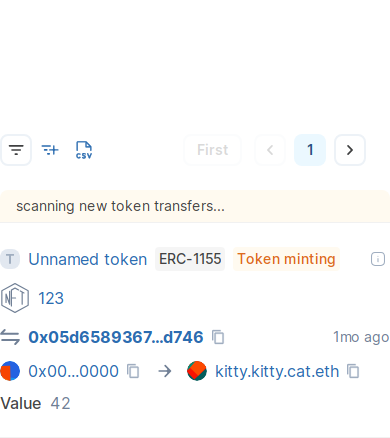 CSV
First
1
scanning new token transfers...
T Unnamed token ERC-1155 Token minting i
NFT 123
0x05d6589367...d746 1mo ago
0x00...0000 → kitty.kitty.cat.eth
Value 42